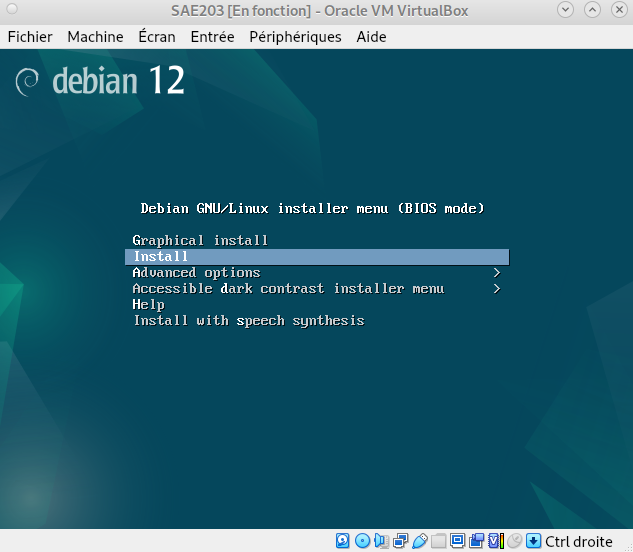 SAE203 [En fonction] - Oracle VM VirtualBox
Fichier Machine Écran Entrée Périphériques Aide
debian 12
Debian GNU/Linux installer menu (BIOS mode)
Graphical install
Install
Advanced options >
Accessible dark contrast installer menu >
Help
Install with speech synthesis
Ctrl droite